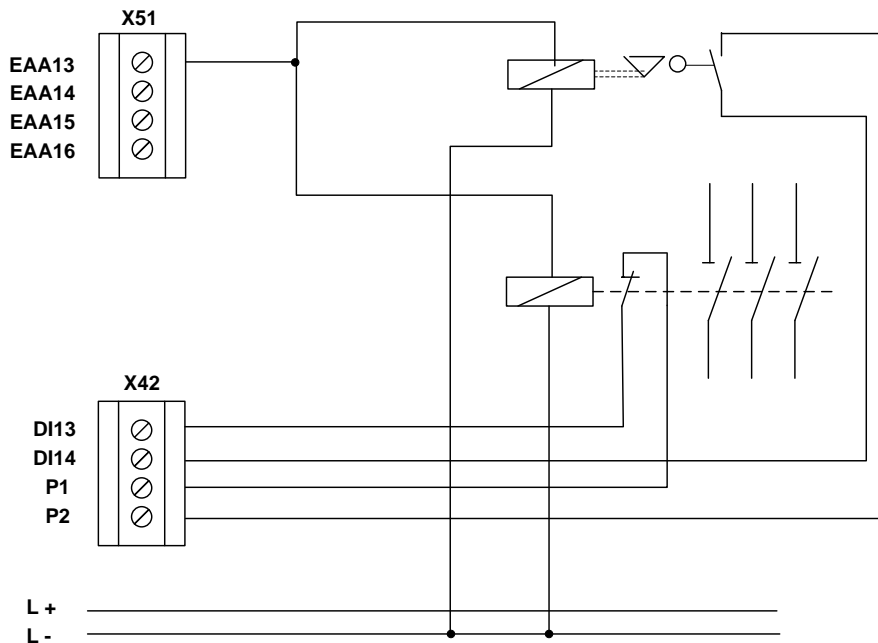 X51
EAA13
EAA14
EAA15
EAA16
X42
DI13
DI14
P1
P2
L +
L -